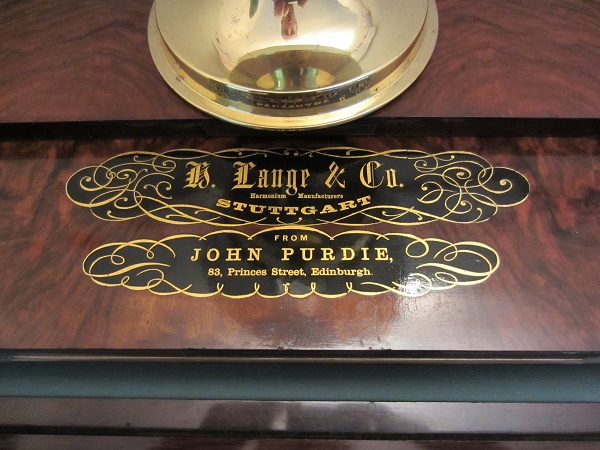 H. Lange & Co.
Harmonium Manufacturers
STUTTGART
FROM
JOHN PURDIE,
83, Princes Street, Edinburgh.